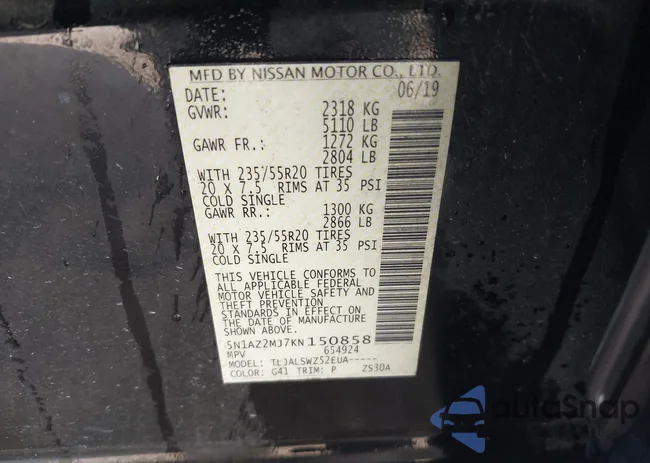 MFD BY NISSAN MOTOR CO., LTD.
DATE: 06/19
GVWR: 2318 KG
5110 LB
GAWR FR.: 1272 KG
2804 LB
WITH 235/55R20 TIRES
20 X 7.5 RIMS AT 35 PSI
COLD SINGLE
GAWR RR.: 1300 KG
2866 LB
WITH 235/55R20 TIRES
20 X 7.5 RIMS AT 35 PSI
COLD SINGLE
THIS VEHICLE CONFORMS TO
ALL APPLICABLE FEDERAL
MOTOR VEHICLE SAFETY AND
THEFT PREVENTION
STANDARDS IN EFFECT ON THE
DATE OF MANUFACTURE
SHOWN ABOVE.
5N1AZ2MJ7KN150858
MPV 654924
MODEL: TLJALSWZ52EUA-----
COLOR: G41 TRIM: P ZS30A
autoSnap